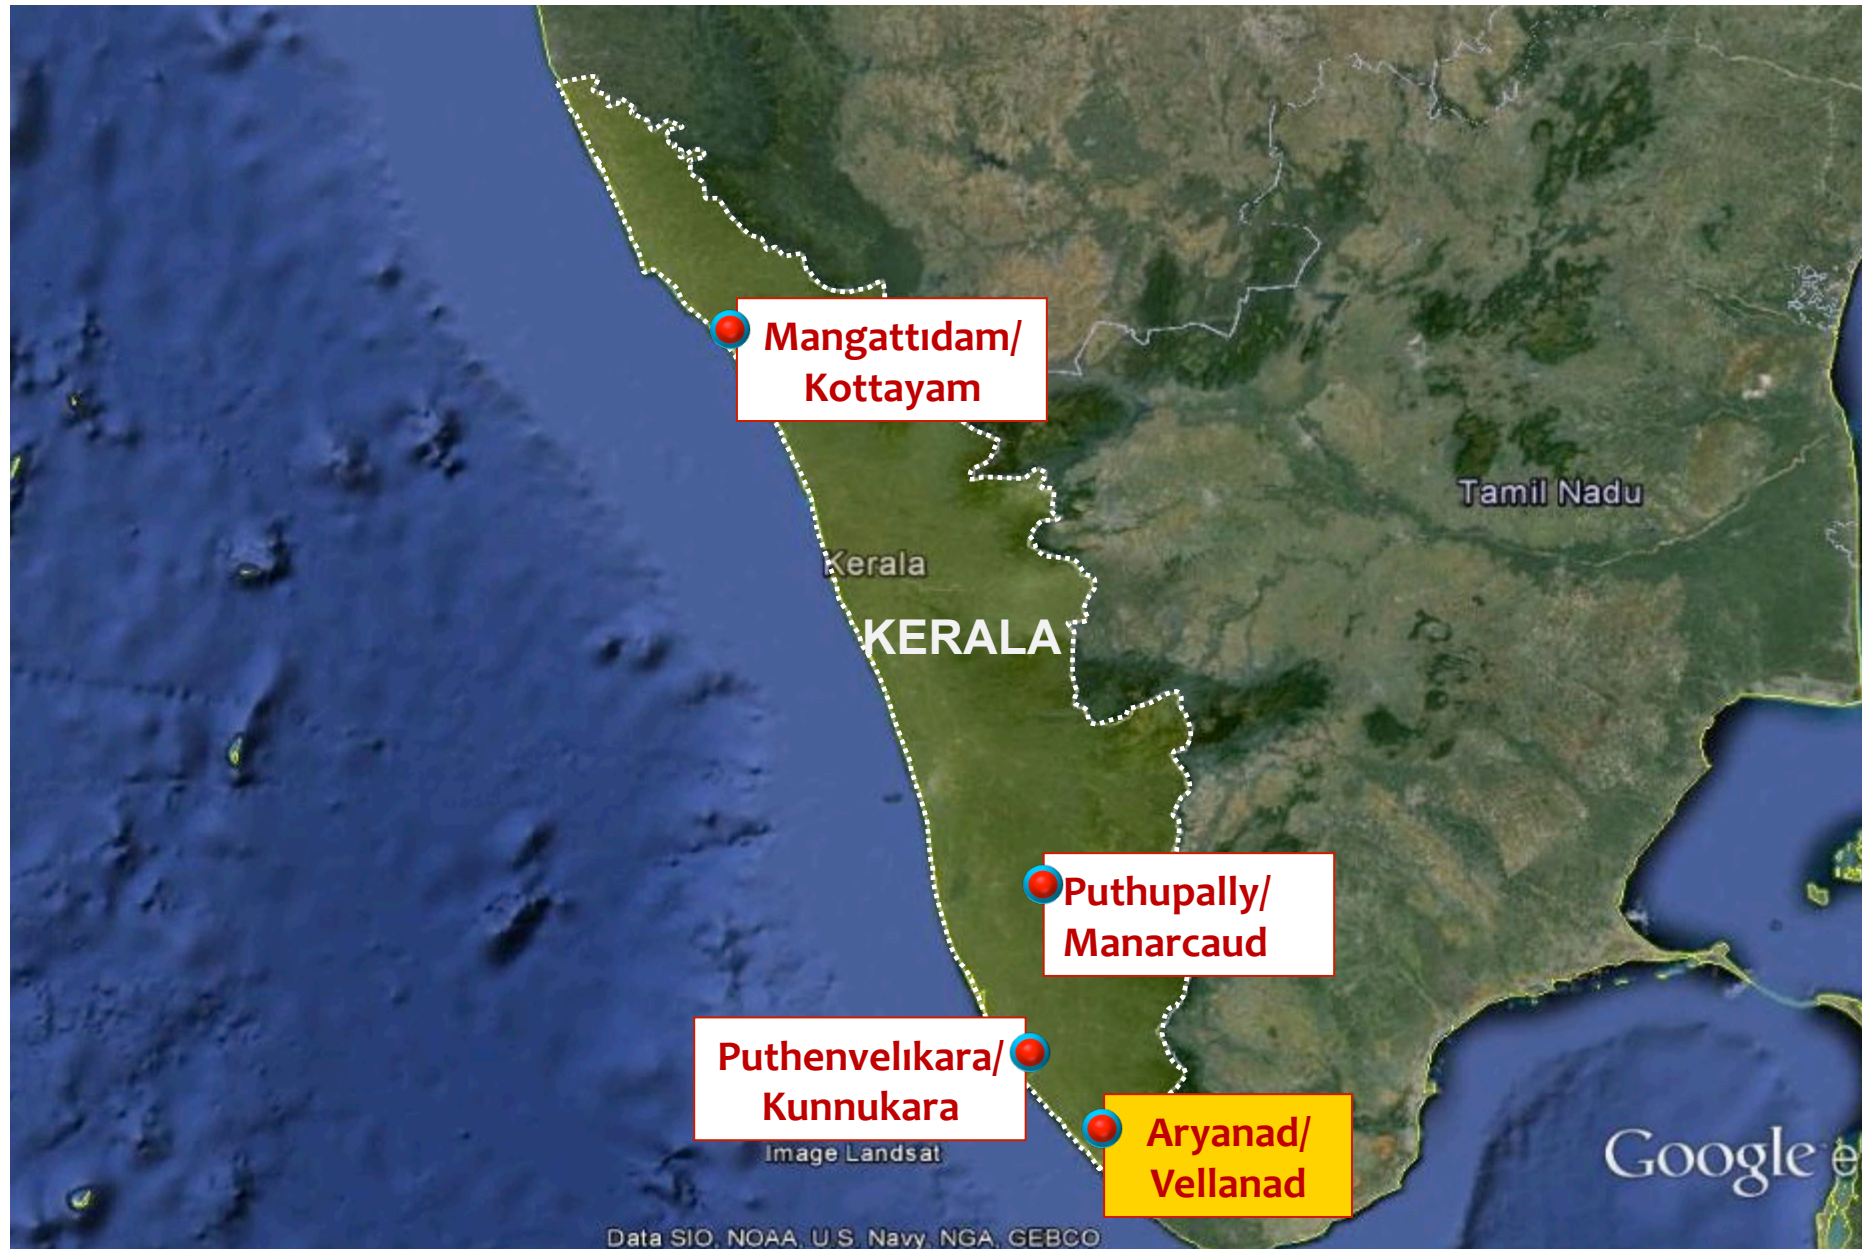 Mangattıdam/
Kottayam
Tamil Nadu
Kerala
KERALA
Puthupally/
Manarcaud
Puthenvelıkara/
Kunnukara
Aryanad/
Vellanad
Image Landsat
Google e
Data SIO, NOAA, U.S. Navy, NGA, GEBCO